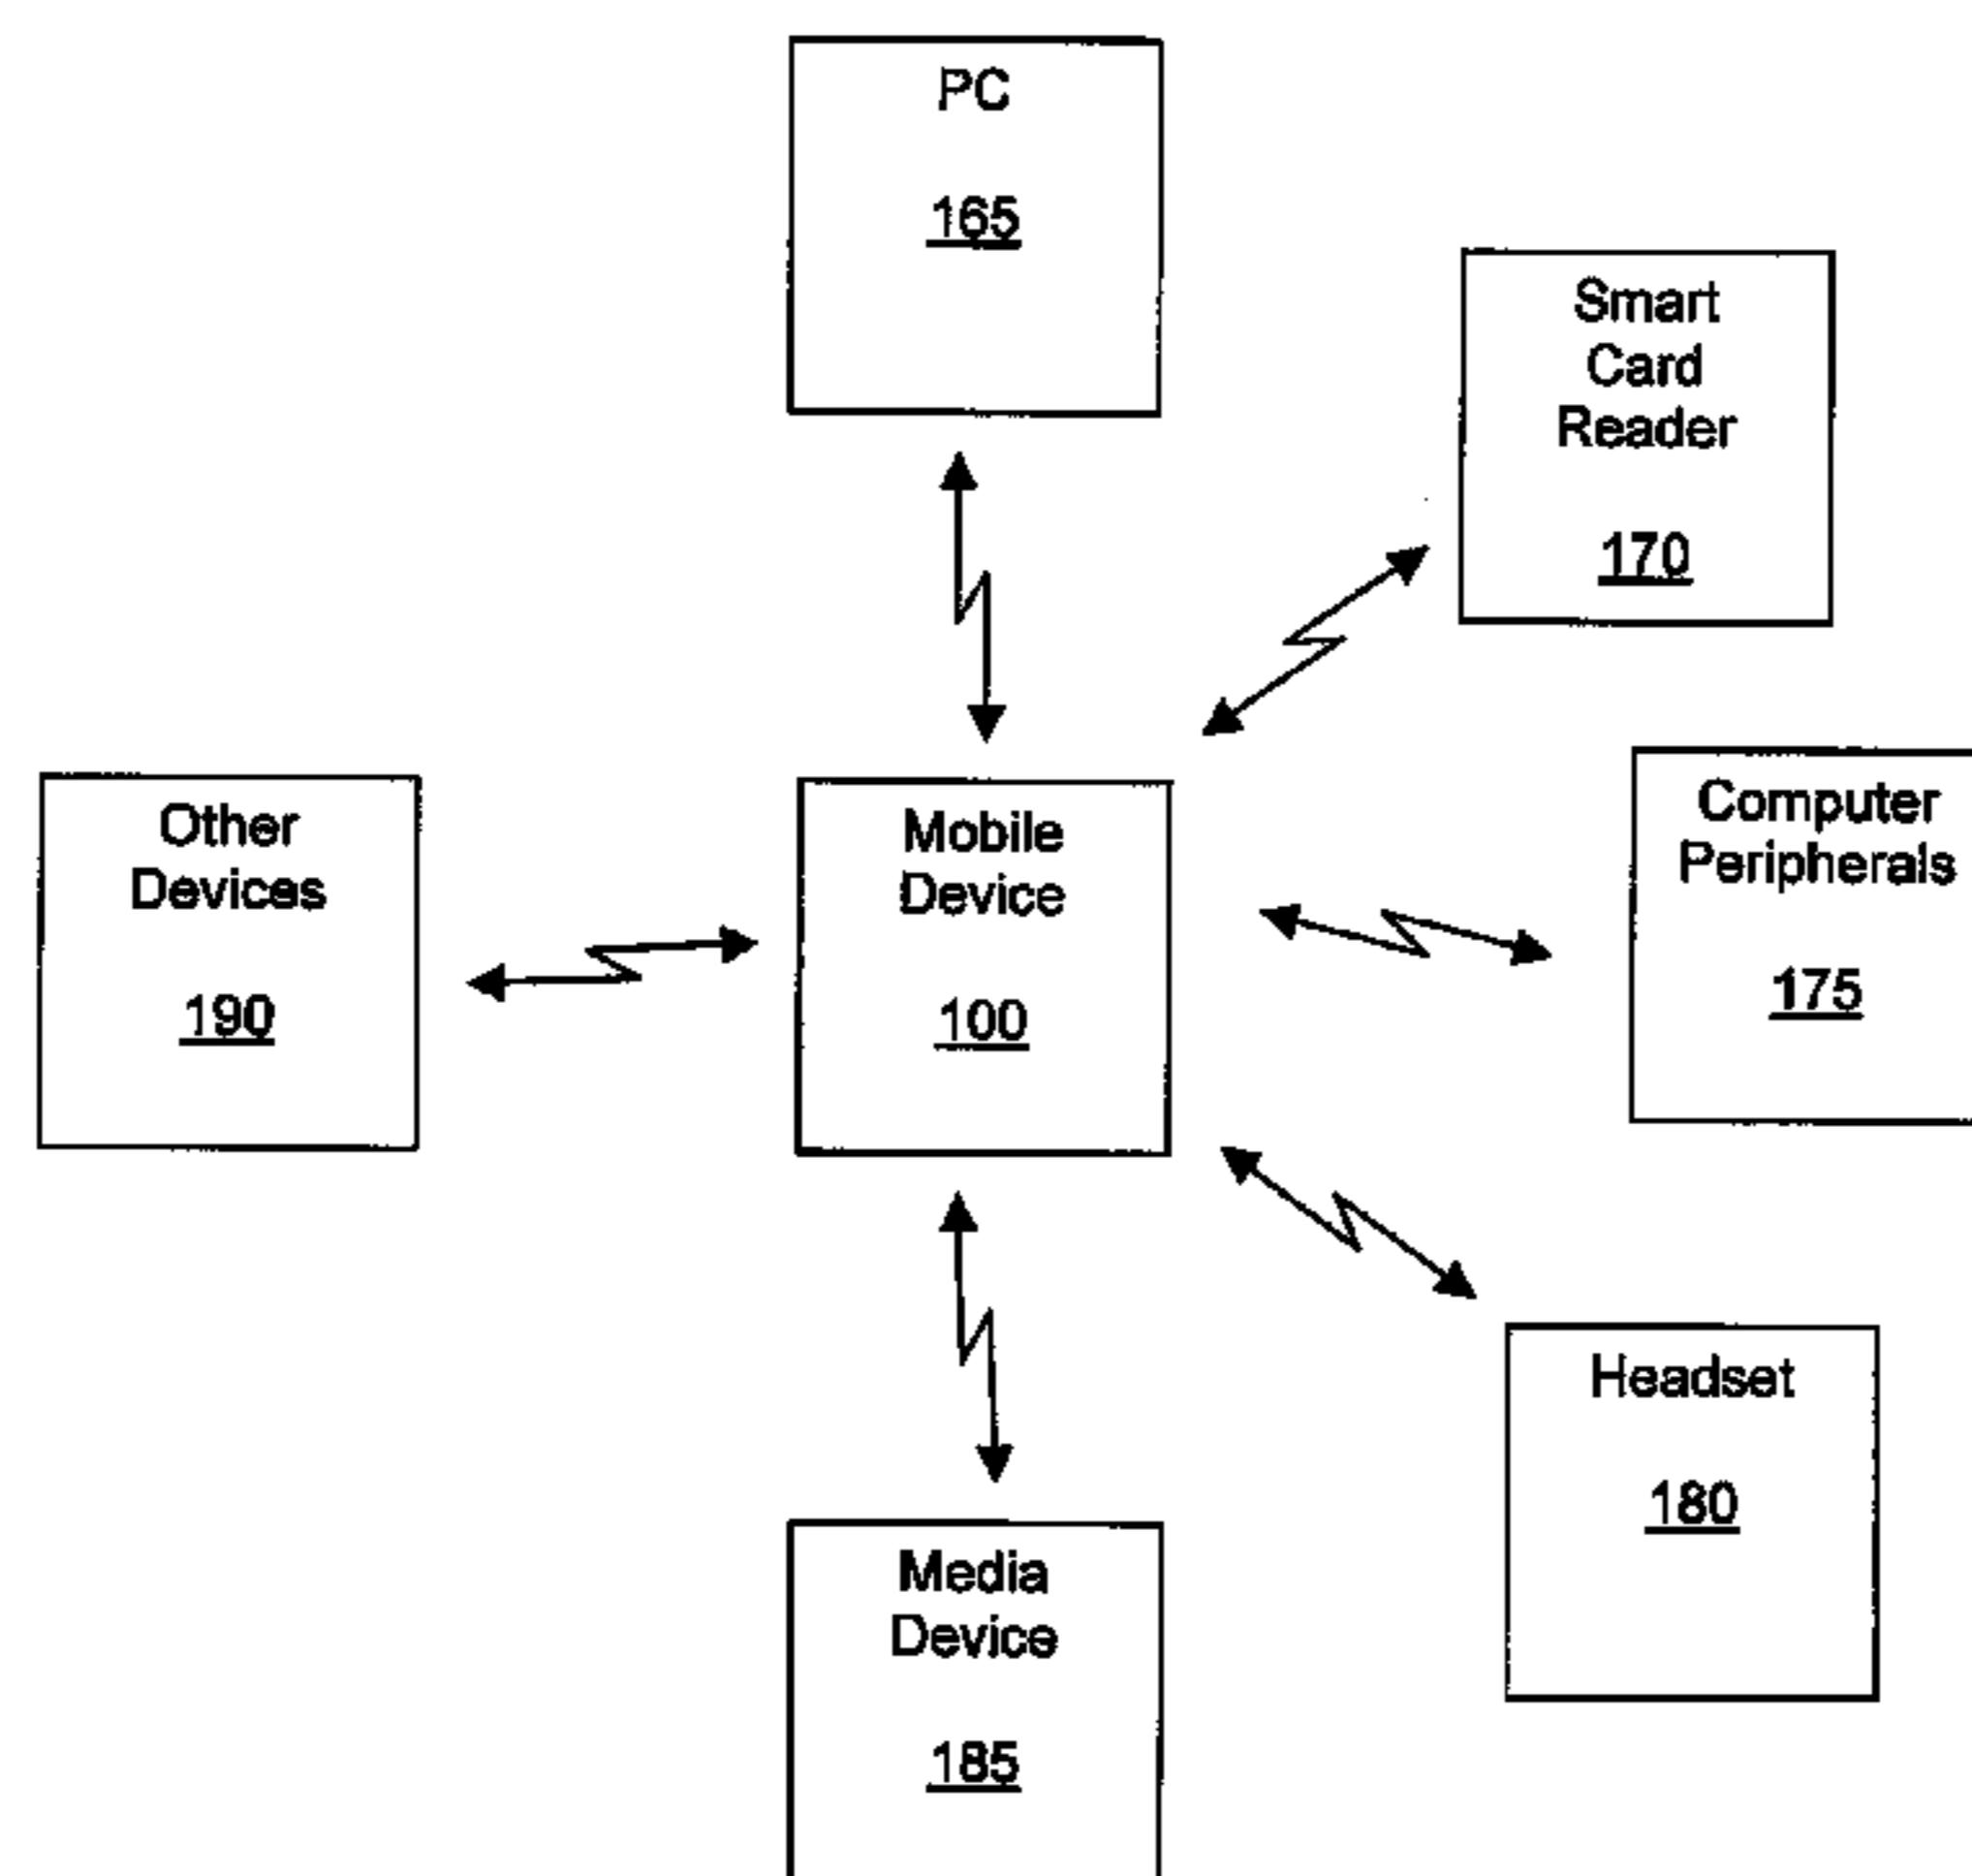 PC
165
Smart
Card
Reader
170
Other
Devices
190
Mobile
Device
100
Computer
Peripherals
175
Headset
180
Media
Device
185